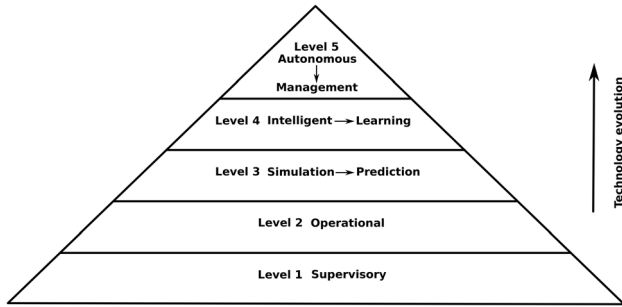 Level 5
Autonomous
Management
Level 4 Intelligent → Learning
Level 3 Simulation → Prediction
Level 2 Operational
Level 1 Supervisory
Technology evolution